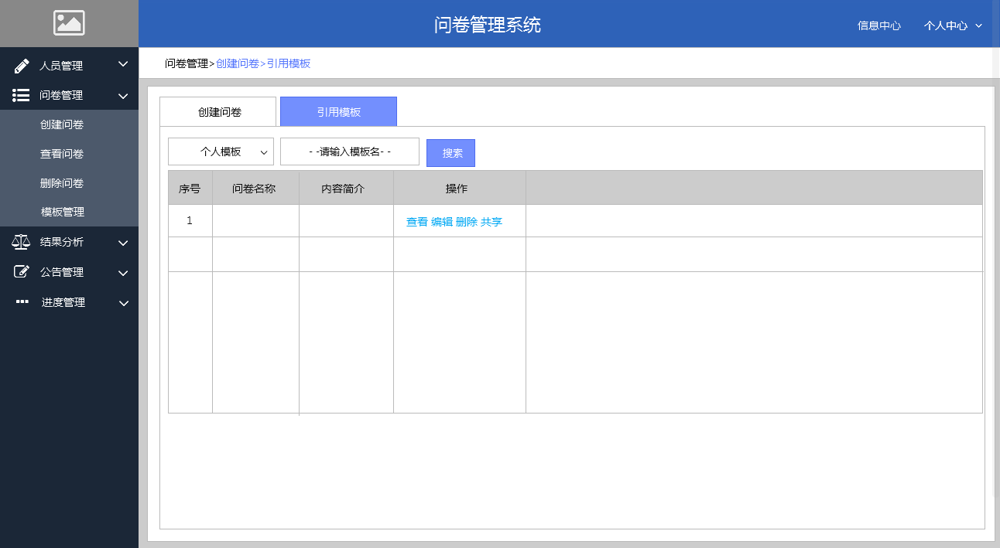 问卷管理系统
信息中心
个人中心
人员管理
问卷管理
创建问卷
查看问卷
删除问卷
模板管理
结果分析
公告管理
进度管理
问卷管理>创建问卷>引用模板
创建问卷
引用模板
个人模板
- -请输入模板名- -
搜索
序号 问卷名称 内容简介 操作
1 查看 编辑 删除 共享